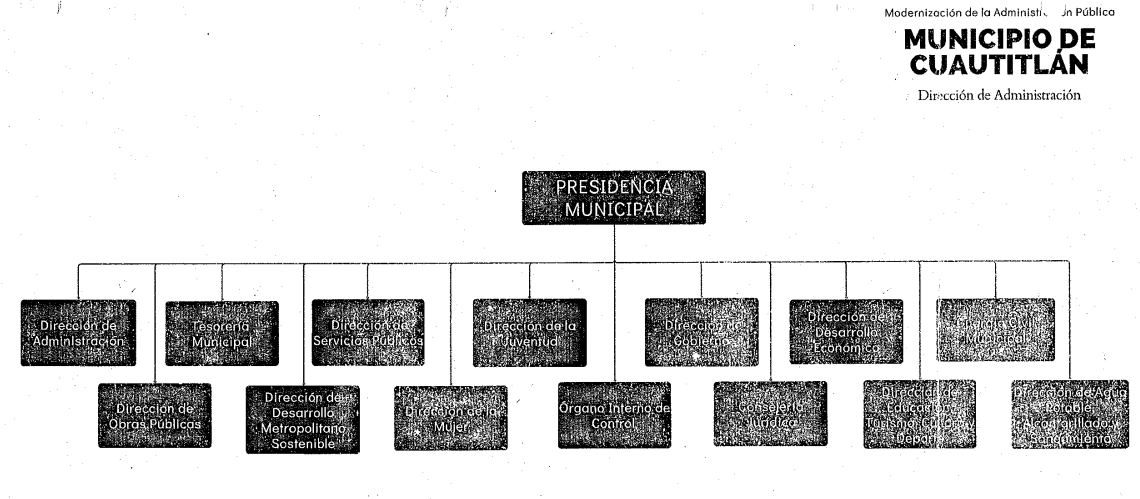 Modernización de la Administración Pública
MUNICIPIO DE
CUAUTITLÁN
Dirección de Administración
PRESIDENCIA
MUNICIPAL
Dirección de
Administración
Tesorería
Municipal
Dirección de
Servicios Públicos
Dirección de la
Juventud
Dirección de
Gobierno
Dirección de
Desarrollo
Económico
Municipal
Dirección de
Obras Públicas
Dirección de
Desarrollo
Metropolitano
Sostenible
Dirección de la
Mujer
Órgano Interno de
Control
Consejería
Jurídica
Dirección de
Educación
Turismo, Cultura y
Deporte
Dirección de Agua
Potable
Alcantarillado y
Saneamiento